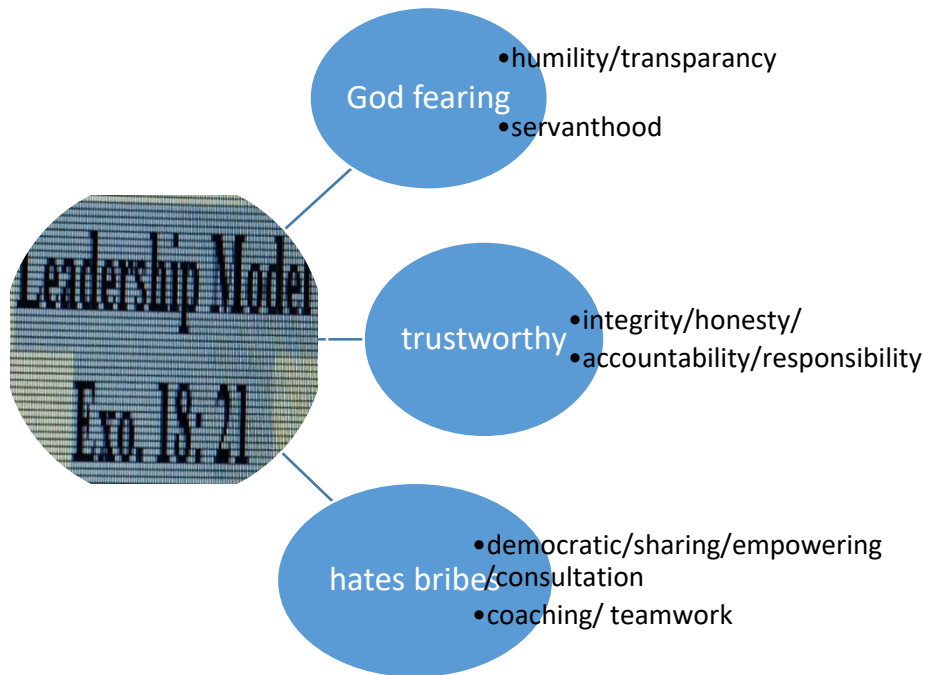 Leadership Model
Exo. 18: 21
God fearing
•humility/transparancy
•servanthood
trustworthy
•integrity/honesty/
•accountability/responsibility
hates bribes
•democratic/sharing/empowering
/consultation
•coaching/ teamwork